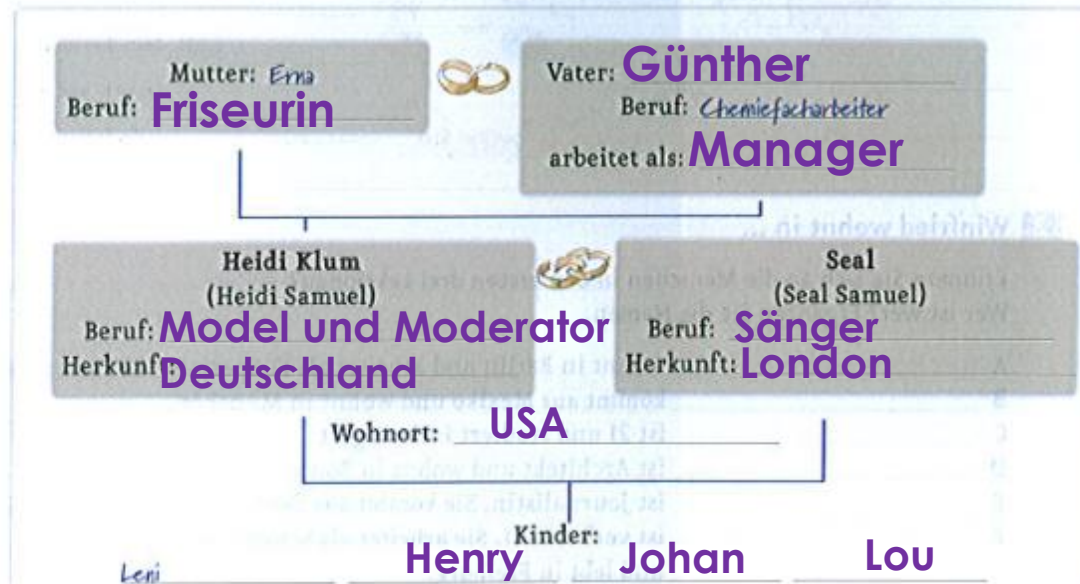 Mutter: Erna
Beruf: Friseurin
Vater: Günther
Beruf: Chemiefacharbeiter
arbeitet als: Manager
Heidi Klum
(Heidi Samuel)
Beruf: Model und Moderator
Herkunft: Deutschland
Seal
(Seal Samuel)
Beruf: Sänger
Herkunft: London
Wohnort: USA
Kinder:
Leni Henry Johan Lou